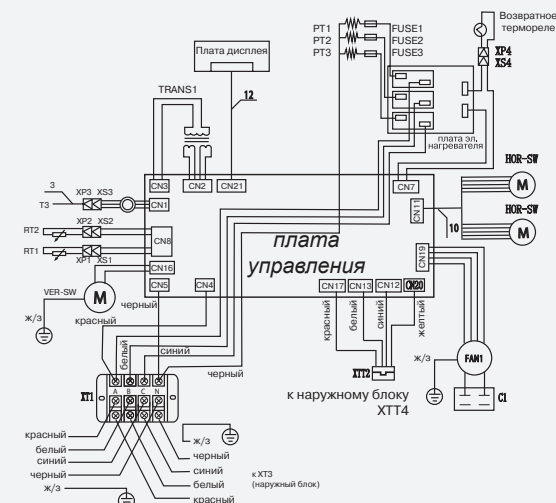 Возвратное
термореле
PT1
FUSE1
PT2
FUSE2
PT3
FUSE3
XP4
XS4
Плата дисплея
TRANS1
12
плата эл.
нагревателя
HOR-SW
M
HOR-SW
M
CN3
CN2
CN21
CN7
3
XP3 XS3
T3
CN1
CN11
10
XP2 XS2
RT2
CN8
RT1
XP1 XS1
плата
управления
CN19
CN16
VER-SW
M
CN5
CN4
CN17
CN13
CN12
CN20
черный
красный
ж/з
красный
белый
синий
желтый
белый
синий
черный
XTT2
ж/з
FAN1
к наружному блоку
XTT4
C1
XT1
A
B
C
N
красный
белый
синий
черный
ж/з
ж/з
черный
синий
белый
красный
к XT3
(наружный блок)